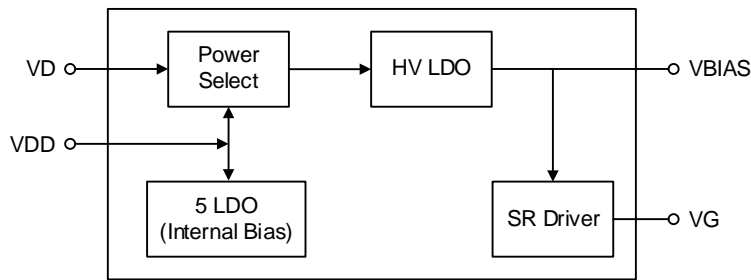 VD
Power
Select
HV LDO
VBIAS
VDD
5 LDO
(Internal Bias)
SR Driver
VG